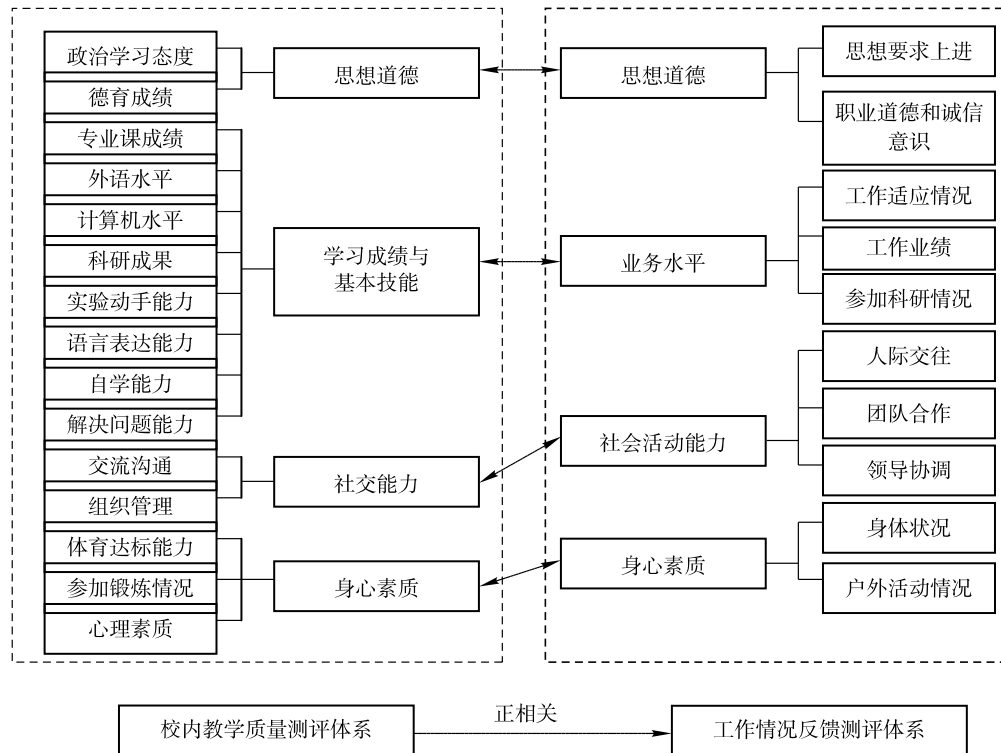 政治学习态度
德育成绩
专业课成绩
外语水平
计算机水平
科研成果
实验动手能力
语言表达能力
自学能力
解决问题能力
交流沟通
组织管理
体育达标能力
参加锻炼情况
心理素质
思想道德
学习成绩与
基本技能
社交能力
身心素质
思想道德
业务水平
社会活动能力
身心素质
思想要求上进
职业道德和诚信
意识
工作适应情况
工作业绩
参加科研情况
人际交往
团队合作
领导协调
身体状况
户外活动情况
校内教学质量测评体系
正相关
工作情况反馈测评体系